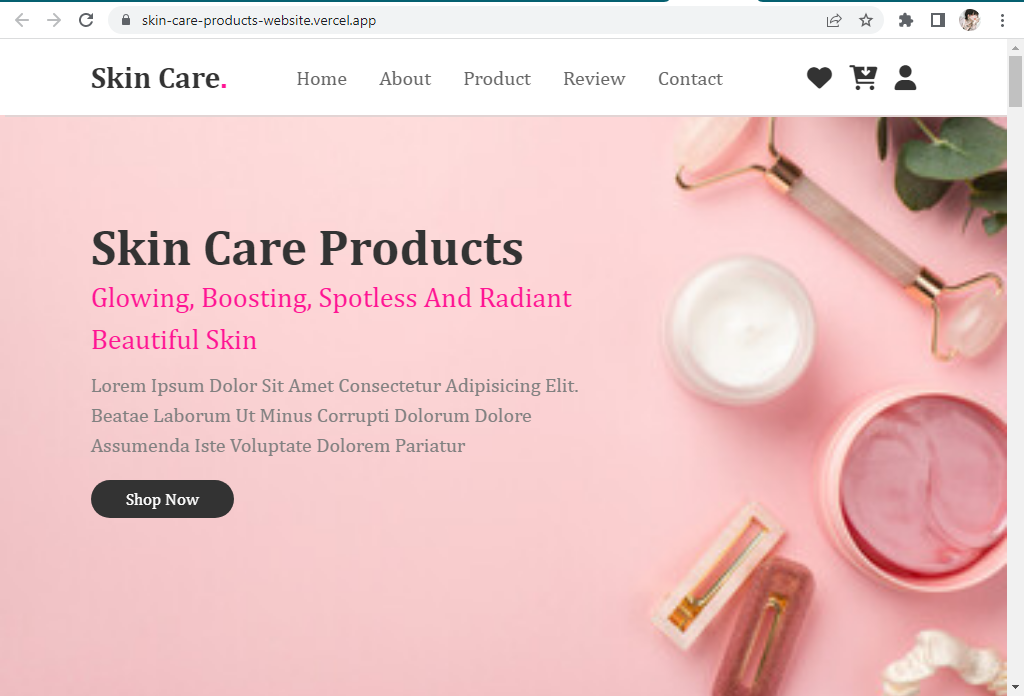 skin-care-products-website.vercel.app
Skin Care.
Home About Product Review Contact
Skin Care Products
Glowing, Boosting, Spotless And Radiant
Beautiful Skin
Lorem Ipsum Dolor Sit Amet Consectetur Adipisicing Elit.
Beatae Laborum Ut Minus Corrupti Dolorum Dolore
Assumenda Iste Voluptate Dolorem Pariatur
Shop Now